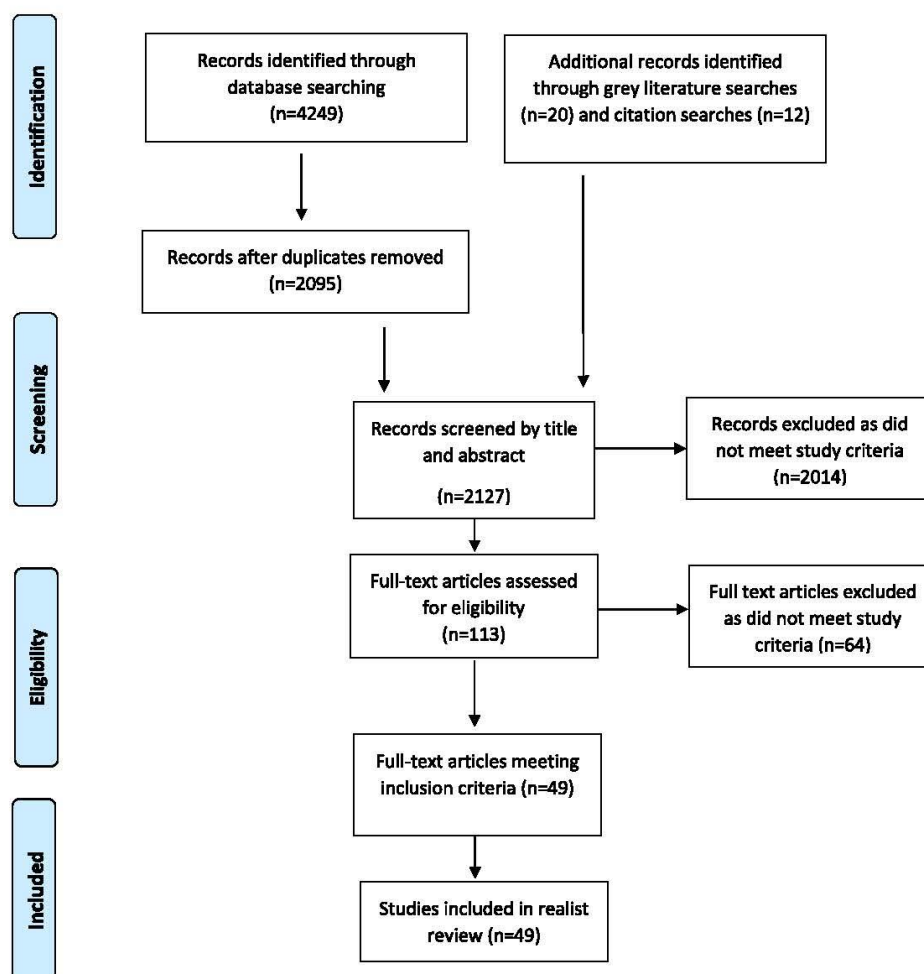 Identification
Records identified through
database searching
(n=4249)
Additional records identified
through grey literature searches
(n=20) and citation searches (n=12)
Records after duplicates removed
(n=2095)
Screening
Records screened by title
and abstract
(n=2127)
Records excluded as did
not meet study criteria
(n=2014)
Eligibility
Full-text articles assessed
for eligibility
(n=113)
Full text articles excluded
as did not meet study
criteria (n=64)
Full-text articles meeting
inclusion criteria (n=49)
Included
Studies included in realist
review (n=49)